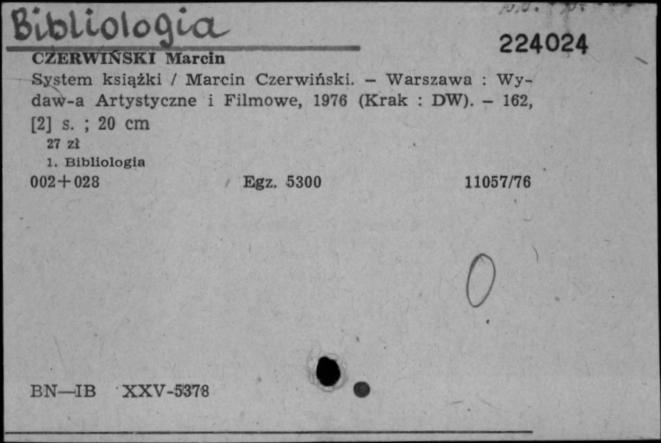 Bibliologia
224024
CZERWIŃSKI Marcin
System książki / Marcin Czerwiński. — Warszawa : Wy-
daw-a Artystyczne i Filmowe, 1976 (Krak : DW). — 162,
[2] s. ; 20 cm
27 zł
1. Bibliologia
002+028 Egz. 5300 11057/76
0
BN—IB XXV-5378